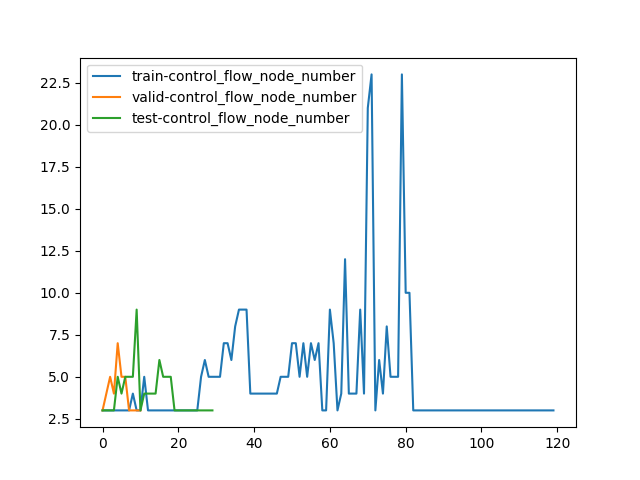 train-control_flow_node_number
valid-control_flow_node_number
test-control_flow_node_number
22.5
20.0
17.5
15.0
12.5
10.0
7.5
5.0
2.5
0 20 40 60 80 100 120